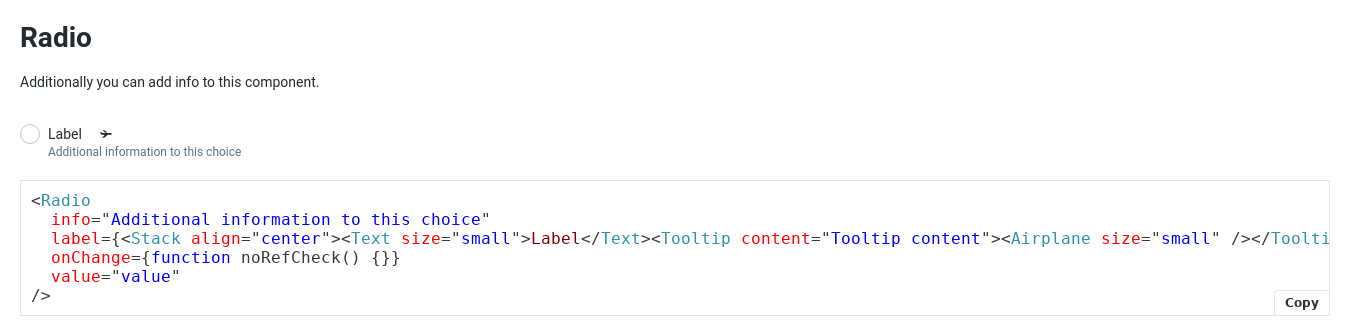 Radio
Additionally you can add info to this component.
Label
Additional information to this choice
<Radio
  info="Additional information to this choice"
  label={<Stack align="center"><Text size="small">Label</Text><Tooltip content="Tooltip content"><Airplane size="small" /></Toolti
  onChange={function noRefCheck() {}}
  value="value"
/>
Copy